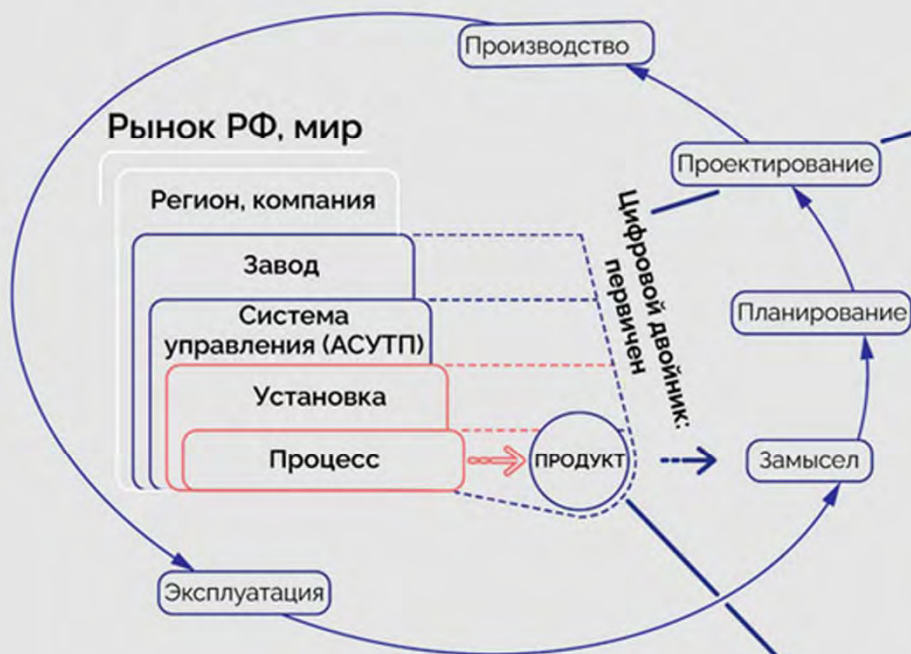 Производство
Рынок РФ, мир
Проектирование
Регион, компания
Цифровой двойник:
первичен
Завод
Система
управления (АСУТП)
Планирование
Установка
Процесс
ПРОДУКТ
Замысел
Эксплуатация